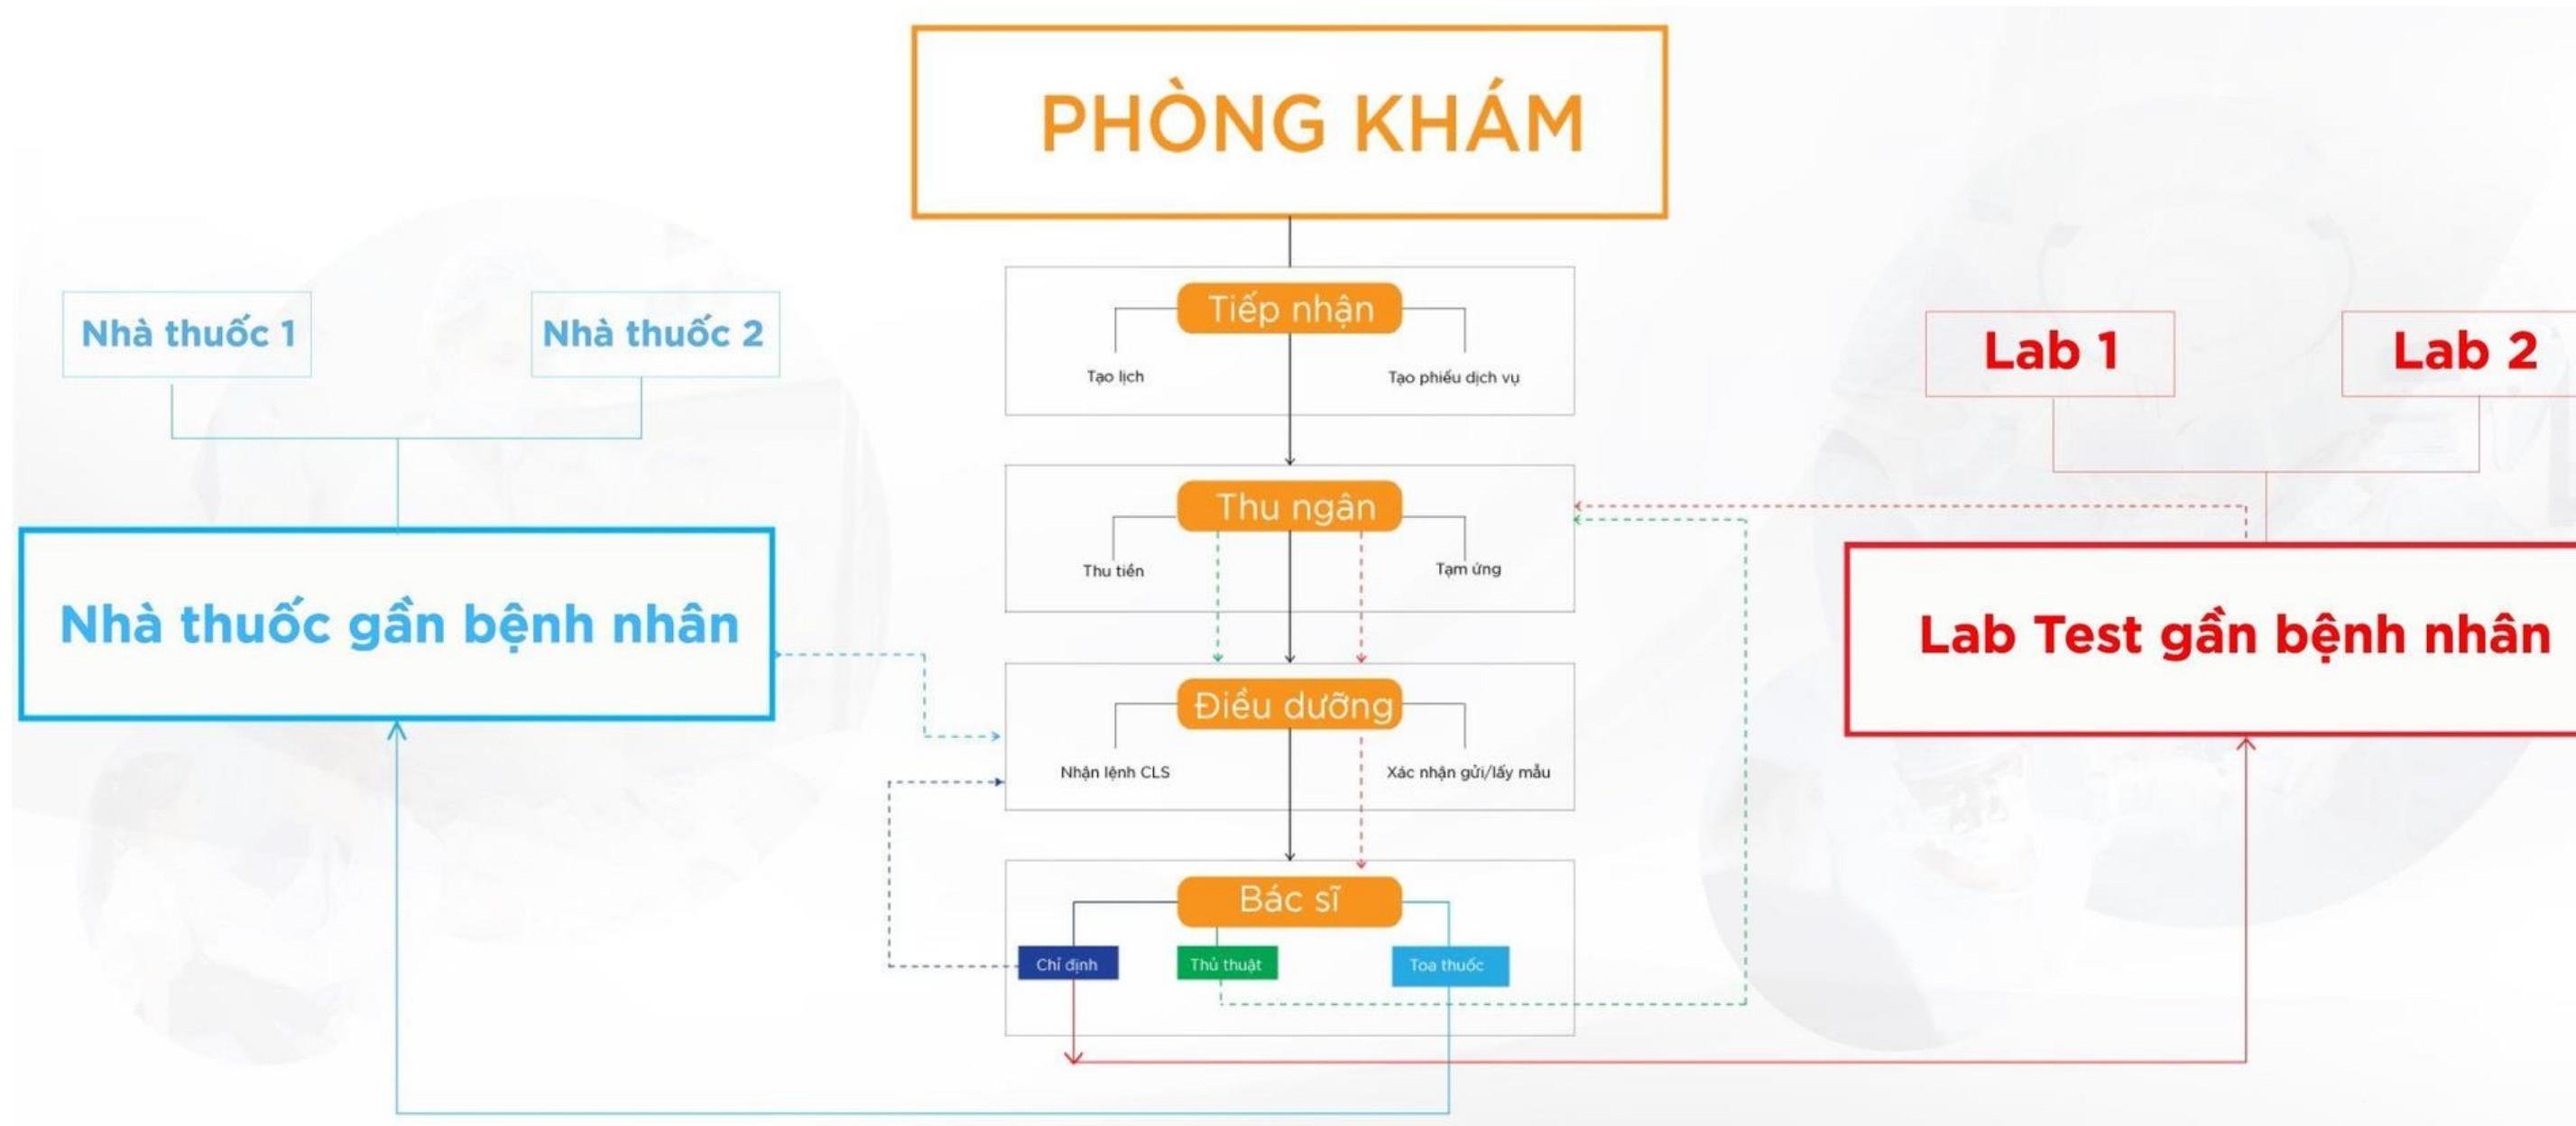 PHÒNG KHÁM
Tiếp nhận
Tạo lịch
Tạo phiếu dịch vụ
Nhà thuốc 1
Nhà thuốc 2
Lab 1
Lab 2
Thu ngân
Thu tiền
Tạm ứng
Nhà thuốc gần bệnh nhân
Lab Test gần bệnh nhân
Điều dưỡng
Nhận lệnh CLS
Xác nhận gửi/lấy mẫu
Bác sĩ
Chỉ định
Thủ thuật
Toa thuốc